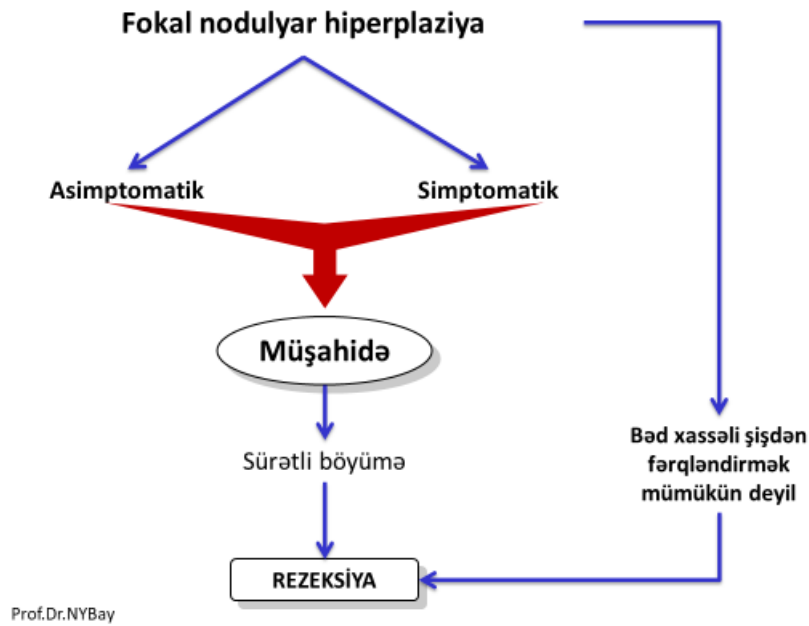 Fokal nodulyar hiperplaziya
Asimptomatik
Simptomatik
Müşahidə
Sürətli böyümə
Bəd xassəli şişdən
fərqləndirmək
mümükün deyil
REZEKSİYA
Prof.Dr.NYBay